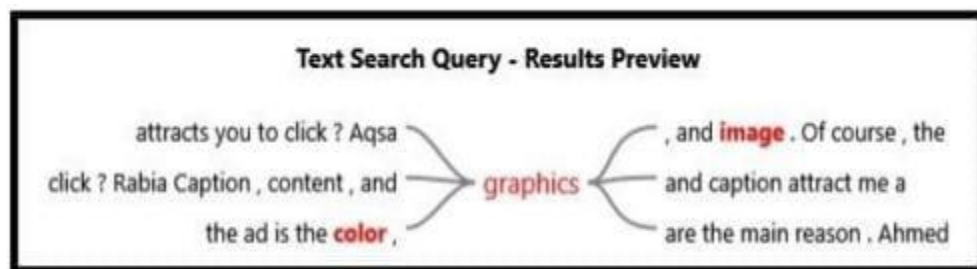 Text Search Query - Results Preview
attracts you to click ? Aqsa
click ? Rabia Caption , content , and
the ad is the color ,
graphics
, and image . Of course , the
and caption attract me a
are the main reason . Ahmed